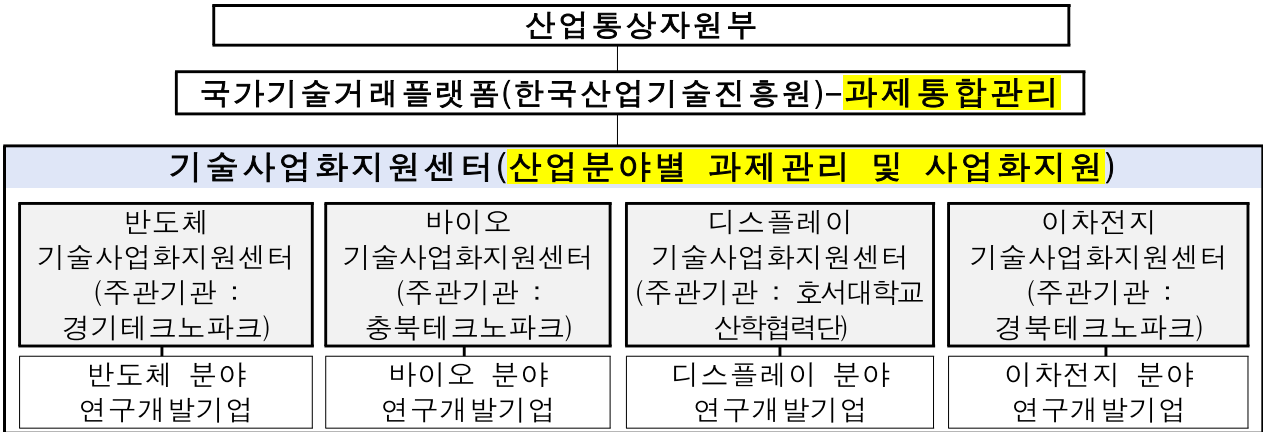 산업통상자원부
국가기술거래플랫폼(한국산업기술진흥원)-과제통합관리
기술사업화지원센터(산업분야별 과제관리 및 사업화지원)
반도체
기술사업화지원센터
(주관기관 :
경기테크노파크)
바이오
기술사업화지원센터
(주관기관 :
충북테크노파크)
디스플레이
기술사업화지원센터
(주관기관 : 호서대학교
산학협력단)
이차전지
기술사업화지원센터
(주관기관 :
경북테크노파크)
반도체 분야
연구개발기업
바이오 분야
연구개발기업
디스플레이 분야
연구개발기업
이차전지 분야
연구개발기업